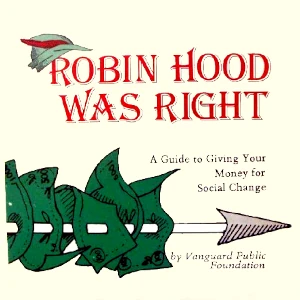 ROBIN HOOD
WAS RIGHT
A Guide to Giving Your
Money for
Social Change
by Vanguard Public
Foundation